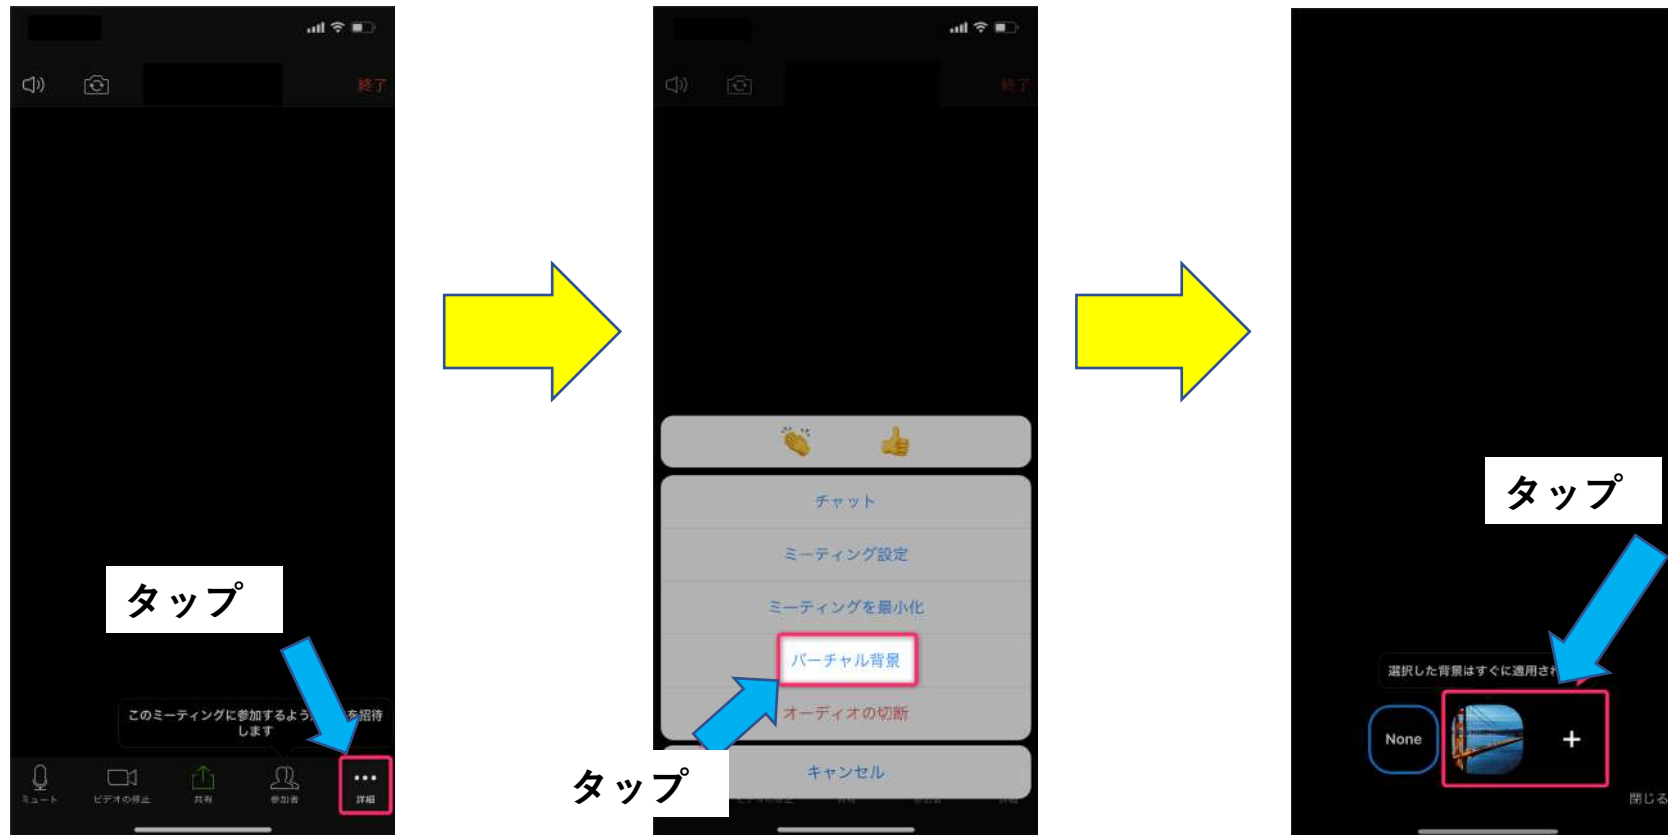 終了
タップ
このミーティングに参加するよう を招待
します
ミュート
ビデオの停止
共有
参加者
詳細
終了
チャット
ミーティング設定
ミーティングを最小化
バーチャル背景
オーディオの切断
キャンセル
タップ
タップ
選択した背景はすぐに適用さ
None
+
閉じる